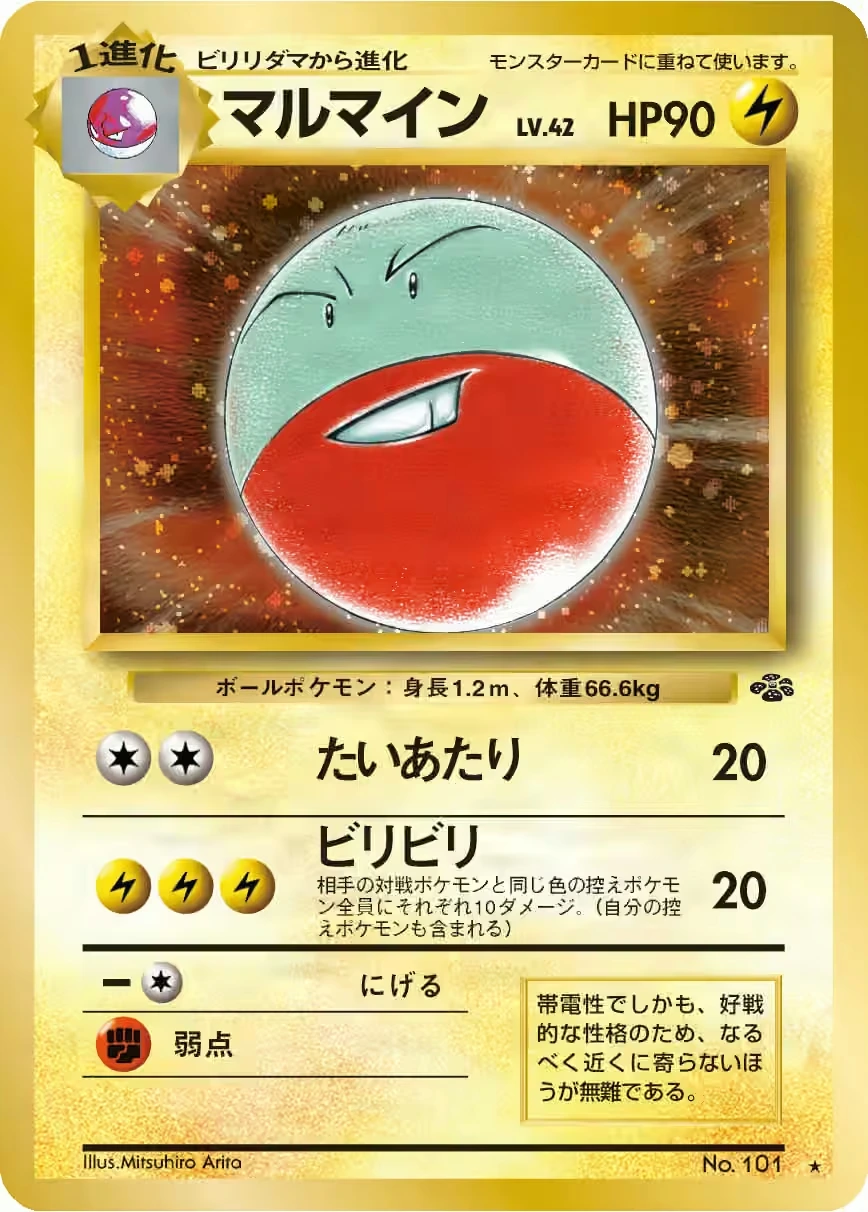 1進化 ビリリダマから進化 モンスターカードに重ねて使います。
マルマイン LV.42 HP90
ボールポケモン：身長1.2m、体重66.6kg
たいあたり 20
ビリビリ
相手の対戦ポケモンと同じ色の控えポケモ
ン全員にそれぞれ10ダメージ。（自分の控
えポケモンも含まれる）
20
にげる
弱点
帯電性でしかも、好戦
的な性格のため、なる
べく近くに寄らないほ
うが無難である。
Illus.Mitsuhiro Arita No. 101 ★